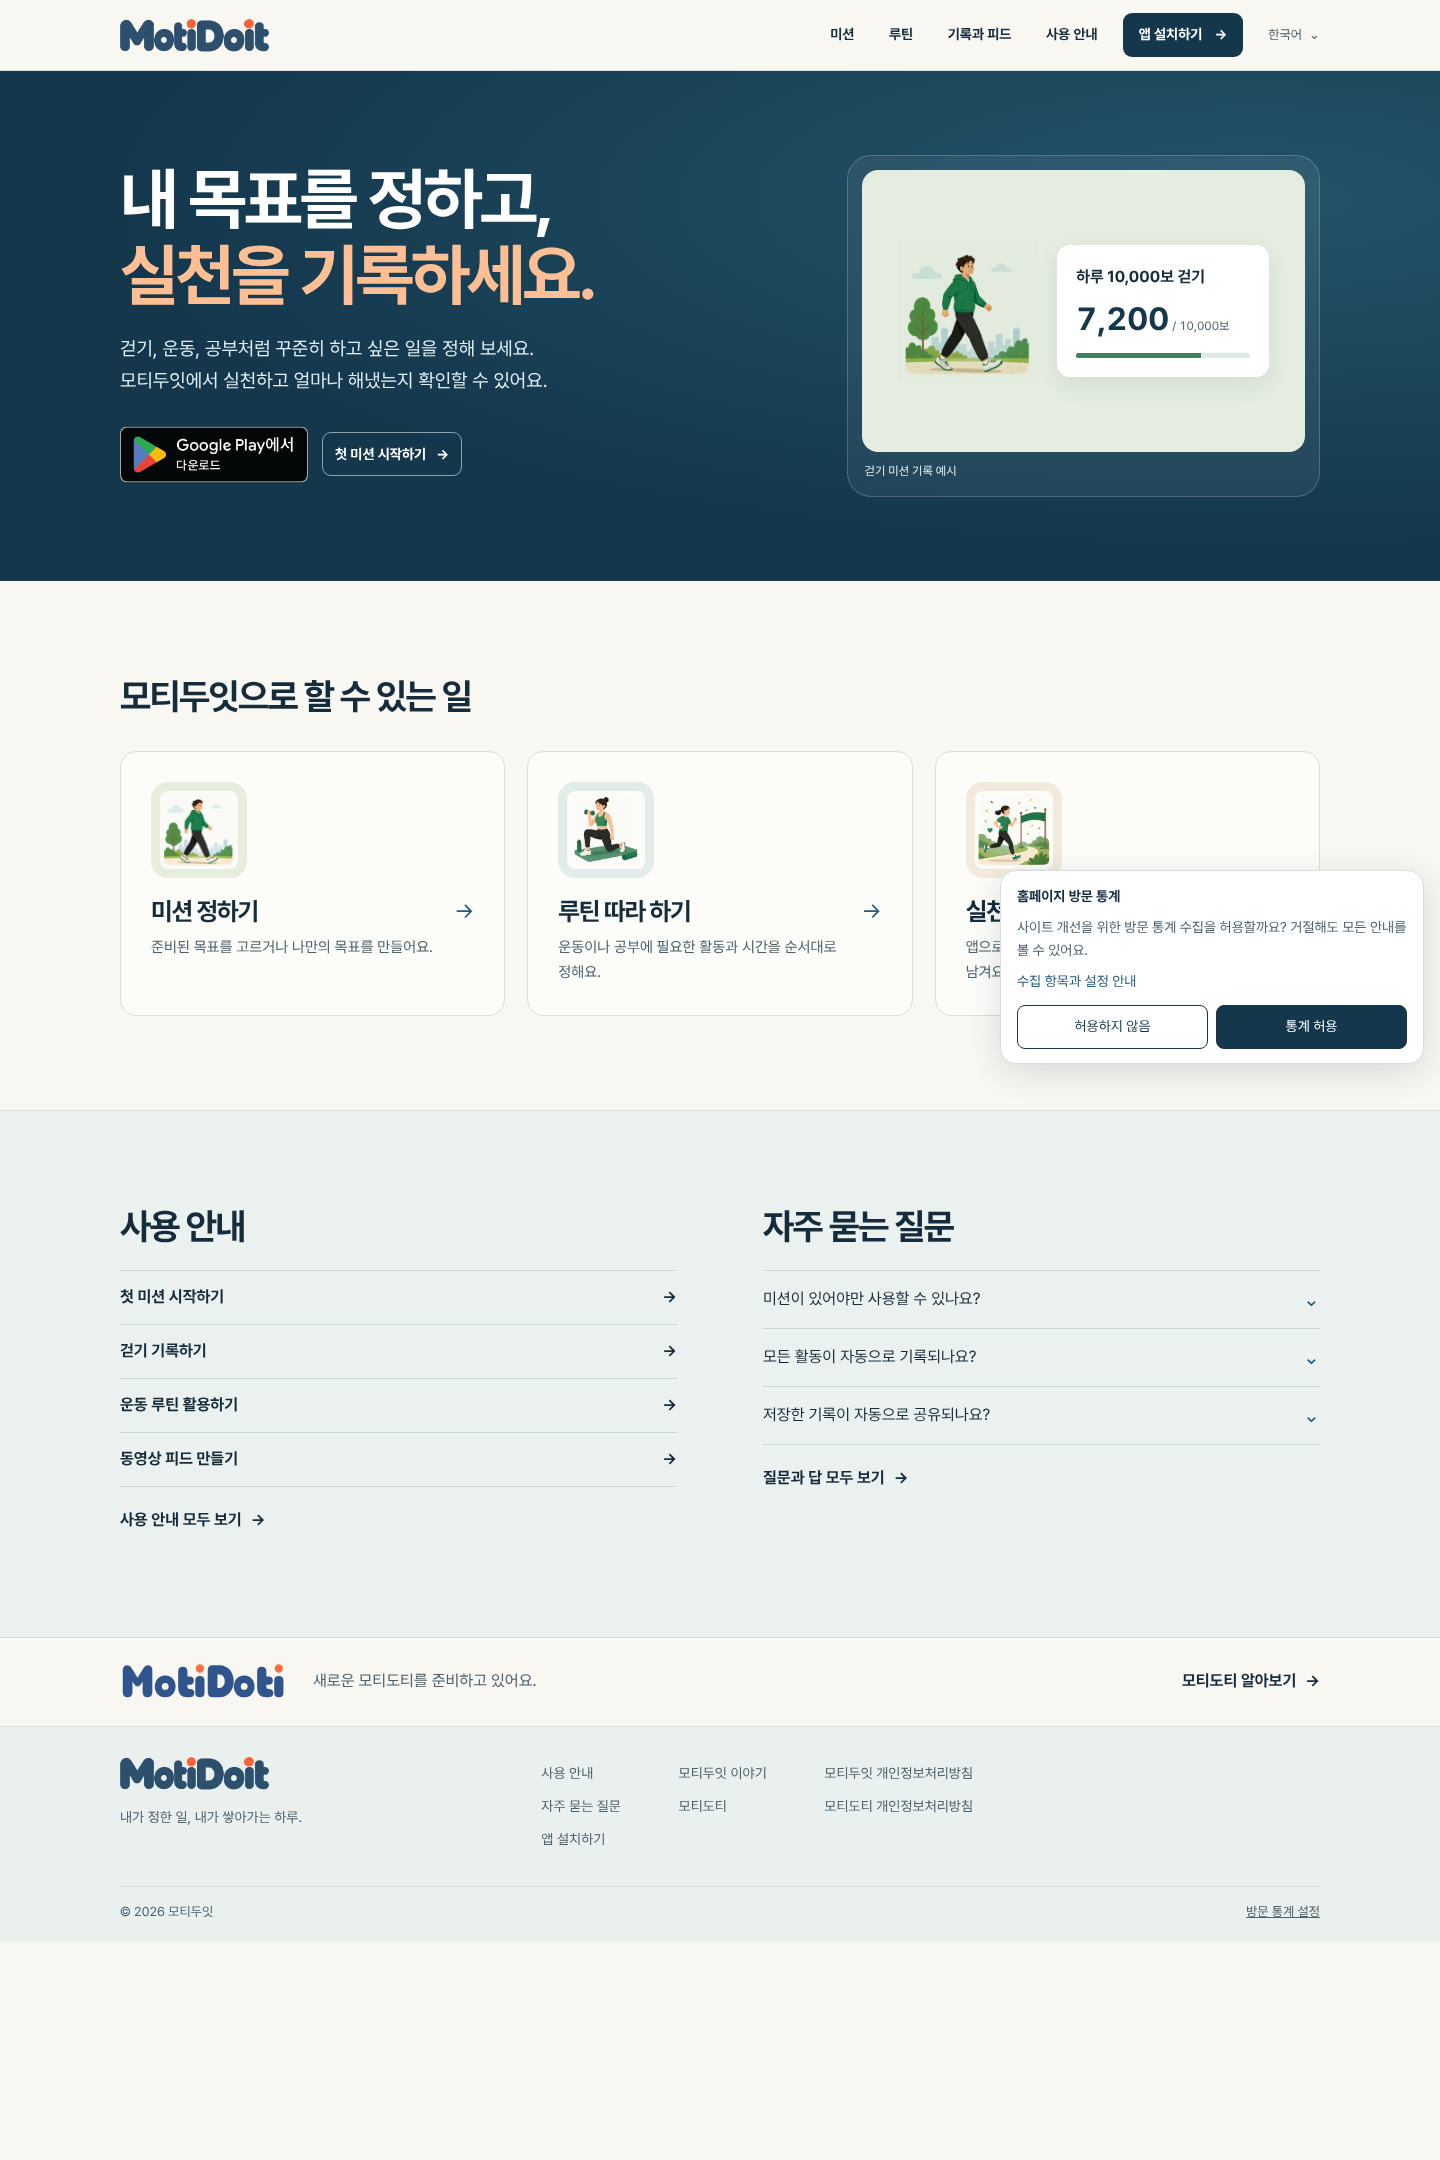 MotiDoit
미션
루틴
기록과 피드
사용 안내
앱 설치하기 →
한국어
내 목표를 정하고,
실천을 기록하세요.
걷기, 운동, 공부처럼 꾸준히 하고 싶은 일을 정해 보세요.
모티두잇에서 실천하고 얼마나 해냈는지 확인할 수 있어요.
Google Play에서
다운로드
첫 미션 시작하기 →
하루 10,000보 걷기
7,200 / 10,000보
걷기 미션 기록 예시
모티두잇으로 할 수 있는 일
미션 정하기 →
준비된 목표를 고르거나 나만의 목표를 만들어요.
루틴 따라 하기 →
운동이나 공부에 필요한 활동과 시간을 순서대로
정해요.
앱으로
남겨요
홈페이지 방문 통계
사이트 개선을 위한 방문 통계 수집을 허용할까요? 거절해도 모든 안내를
볼 수 있어요.
수집 항목과 설정 안내
허용하지 않음
통계 허용
사용 안내
첫 미션 시작하기 →
걷기 기록하기 →
운동 루틴 활용하기 →
동영상 피드 만들기 →
사용 안내 모두 보기 →
자주 묻는 질문
미션이 있어야만 사용할 수 있나요?
모든 활동이 자동으로 기록되나요?
저장한 기록이 자동으로 공유되나요?
질문과 답 모두 보기 →
MotiDoti
새로운 모티도티를 준비하고 있어요.
모티도티 알아보기 →
MotiDoit
내가 정한 일, 내가 쌓아가는 하루.
사용 안내
자주 묻는 질문
앱 설치하기
모티두잇 이야기
모티도티
모티두잇 개인정보처리방침
모티도티 개인정보처리방침
© 2026 모티두잇
방문 통계 설정